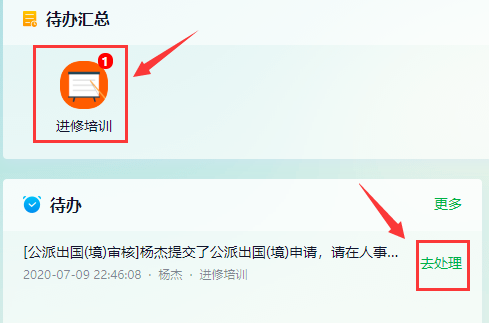 待办汇总
1
进修培训
待办
更多
[公派出国(境)审核]杨杰提交了公派出国(境)申请，请在人事...
去处理
2020-07-09 22:46:08 · 杨杰 · 进修培训